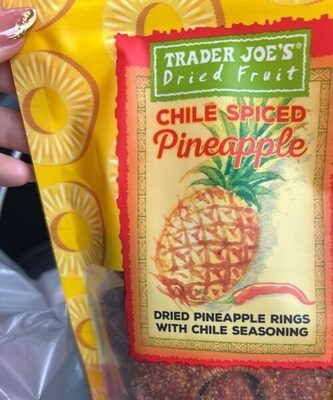 TRADER JOE'S®
Dried Fruit
CHILE SPICED
Pineapple
DRIED PINEAPPLE RINGS
WITH CHILE SEASONING